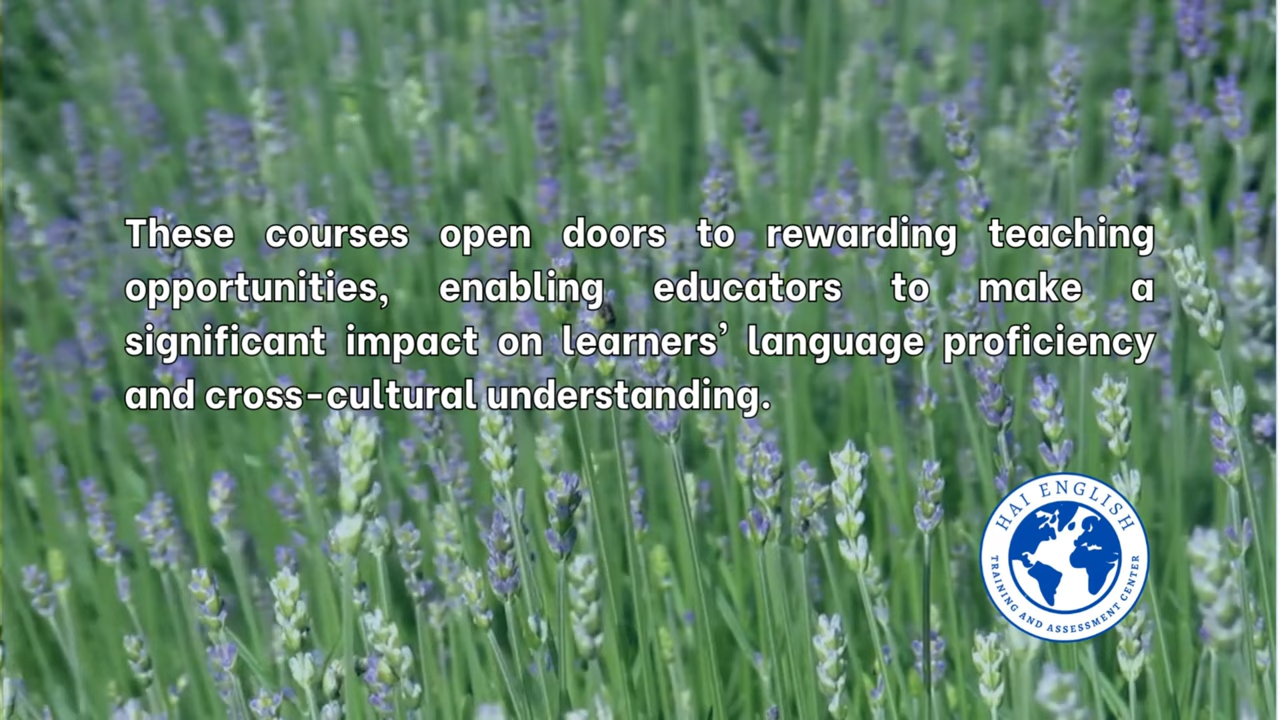 These courses open doors to rewarding teaching
opportunities, enabling educators to make a
significant impact on learners’ language proficiency
and cross-cultural understanding.
HAI ENGLISH
TRAINING AND ASSESSMENT CENTER